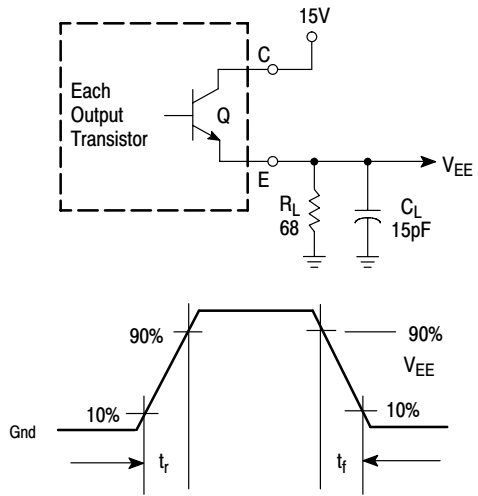 15V
C
Each
Output
Transistor
Q
E
V_EE
R_L
68
C_L
15pF
90%
90%
V_EE
10%
10%
Gnd
t_r
t_f